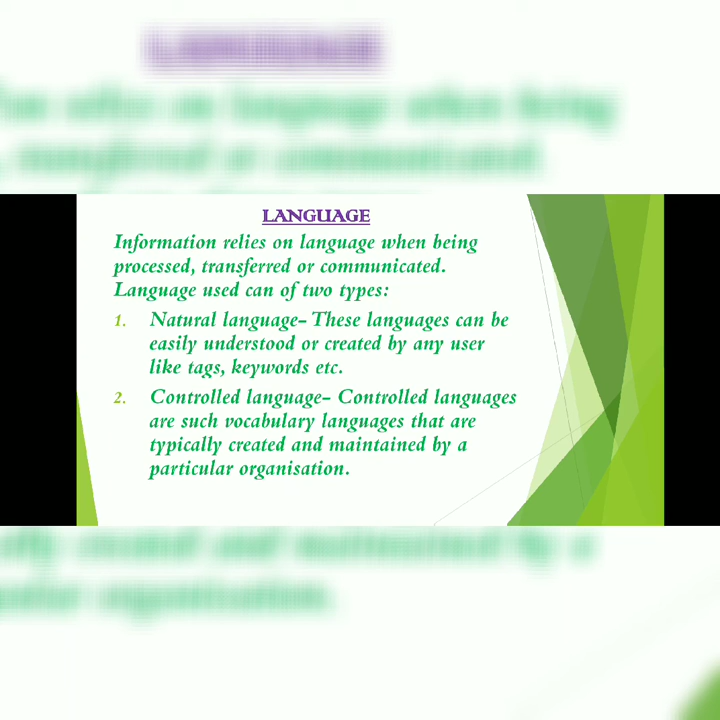 LANGUAGE
Information relies on language when being
processed, transferred or communicated.
Language used can of two types:
1. Natural language- These languages can be
easily understood or created by any user
like tags, keywords etc.
2. Controlled language- Controlled languages
are such vocabulary languages that are
typically created and maintained by a
particular organisation.